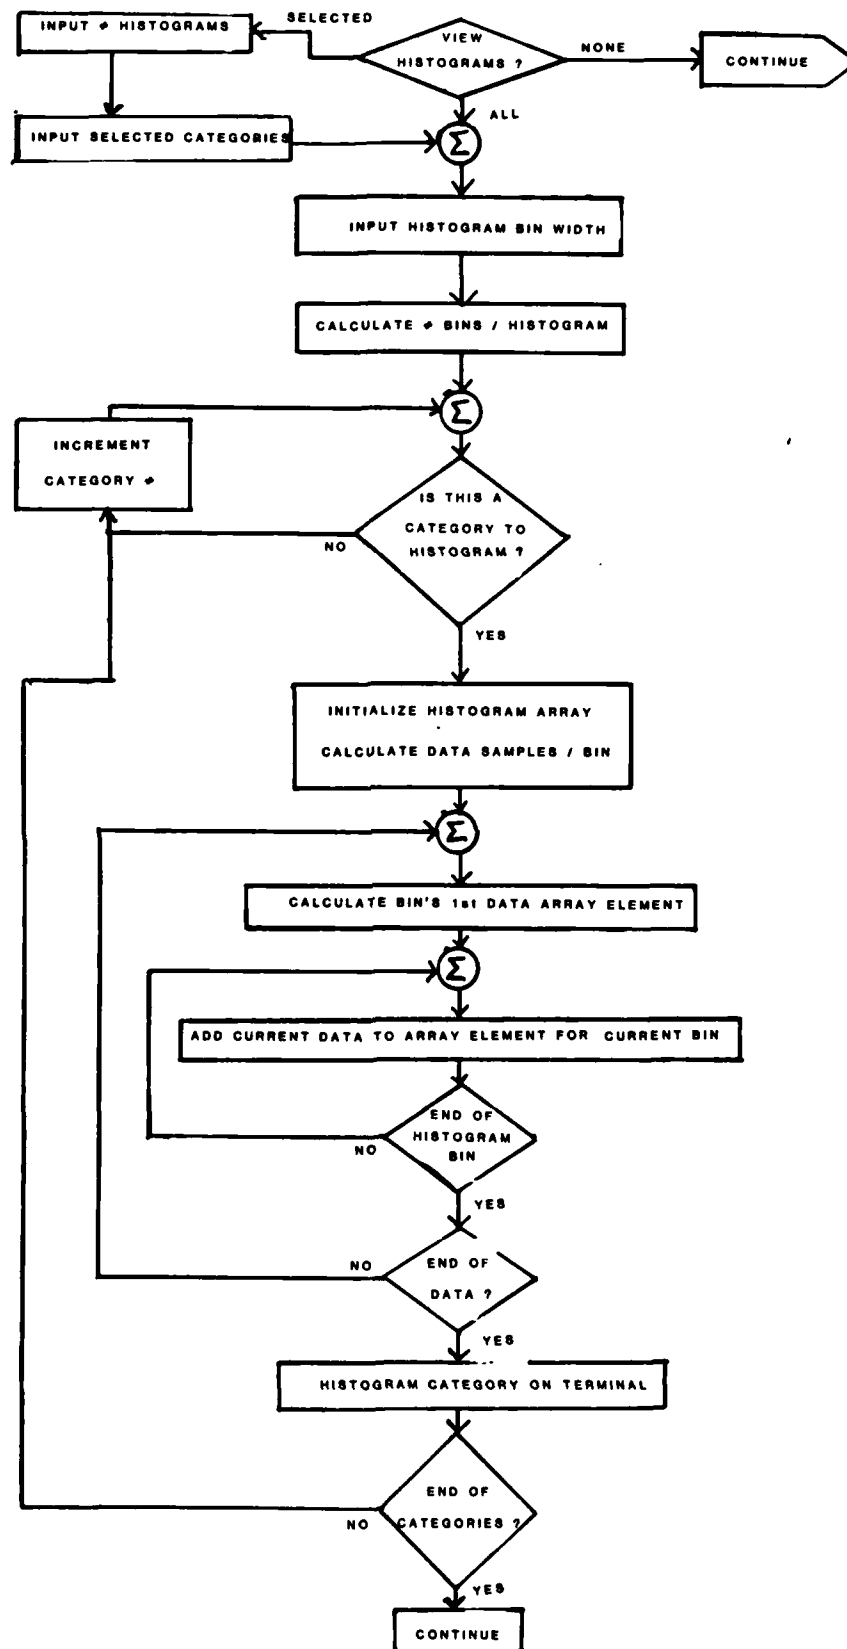 INPUT # HISTOGRAMS
SELECTED
VIEW
HISTOGRAMS ?
NONE
CONTINUE
ALL
INPUT SELECTED CATEGORIES
Σ
INPUT HISTOGRAM BIN WIDTH
CALCULATE # BINS / HISTOGRAM
Σ
INCREMENT
CATEGORY #
IS THIS A
CATEGORY TO
HISTOGRAM ?
NO
YES
INITIALIZE HISTOGRAM ARRAY
CALCULATE DATA SAMPLES / BIN
Σ
CALCULATE BIN'S 1st DATA ARRAY ELEMENT
Σ
ADD CURRENT DATA TO ARRAY ELEMENT FOR CURRENT BIN
END OF
HISTOGRAM
BIN
NO
YES
END OF
DATA ?
NO
YES
HISTOGRAM CATEGORY ON TERMINAL
END OF
CATEGORIES ?
NO
YES
CONTINUE